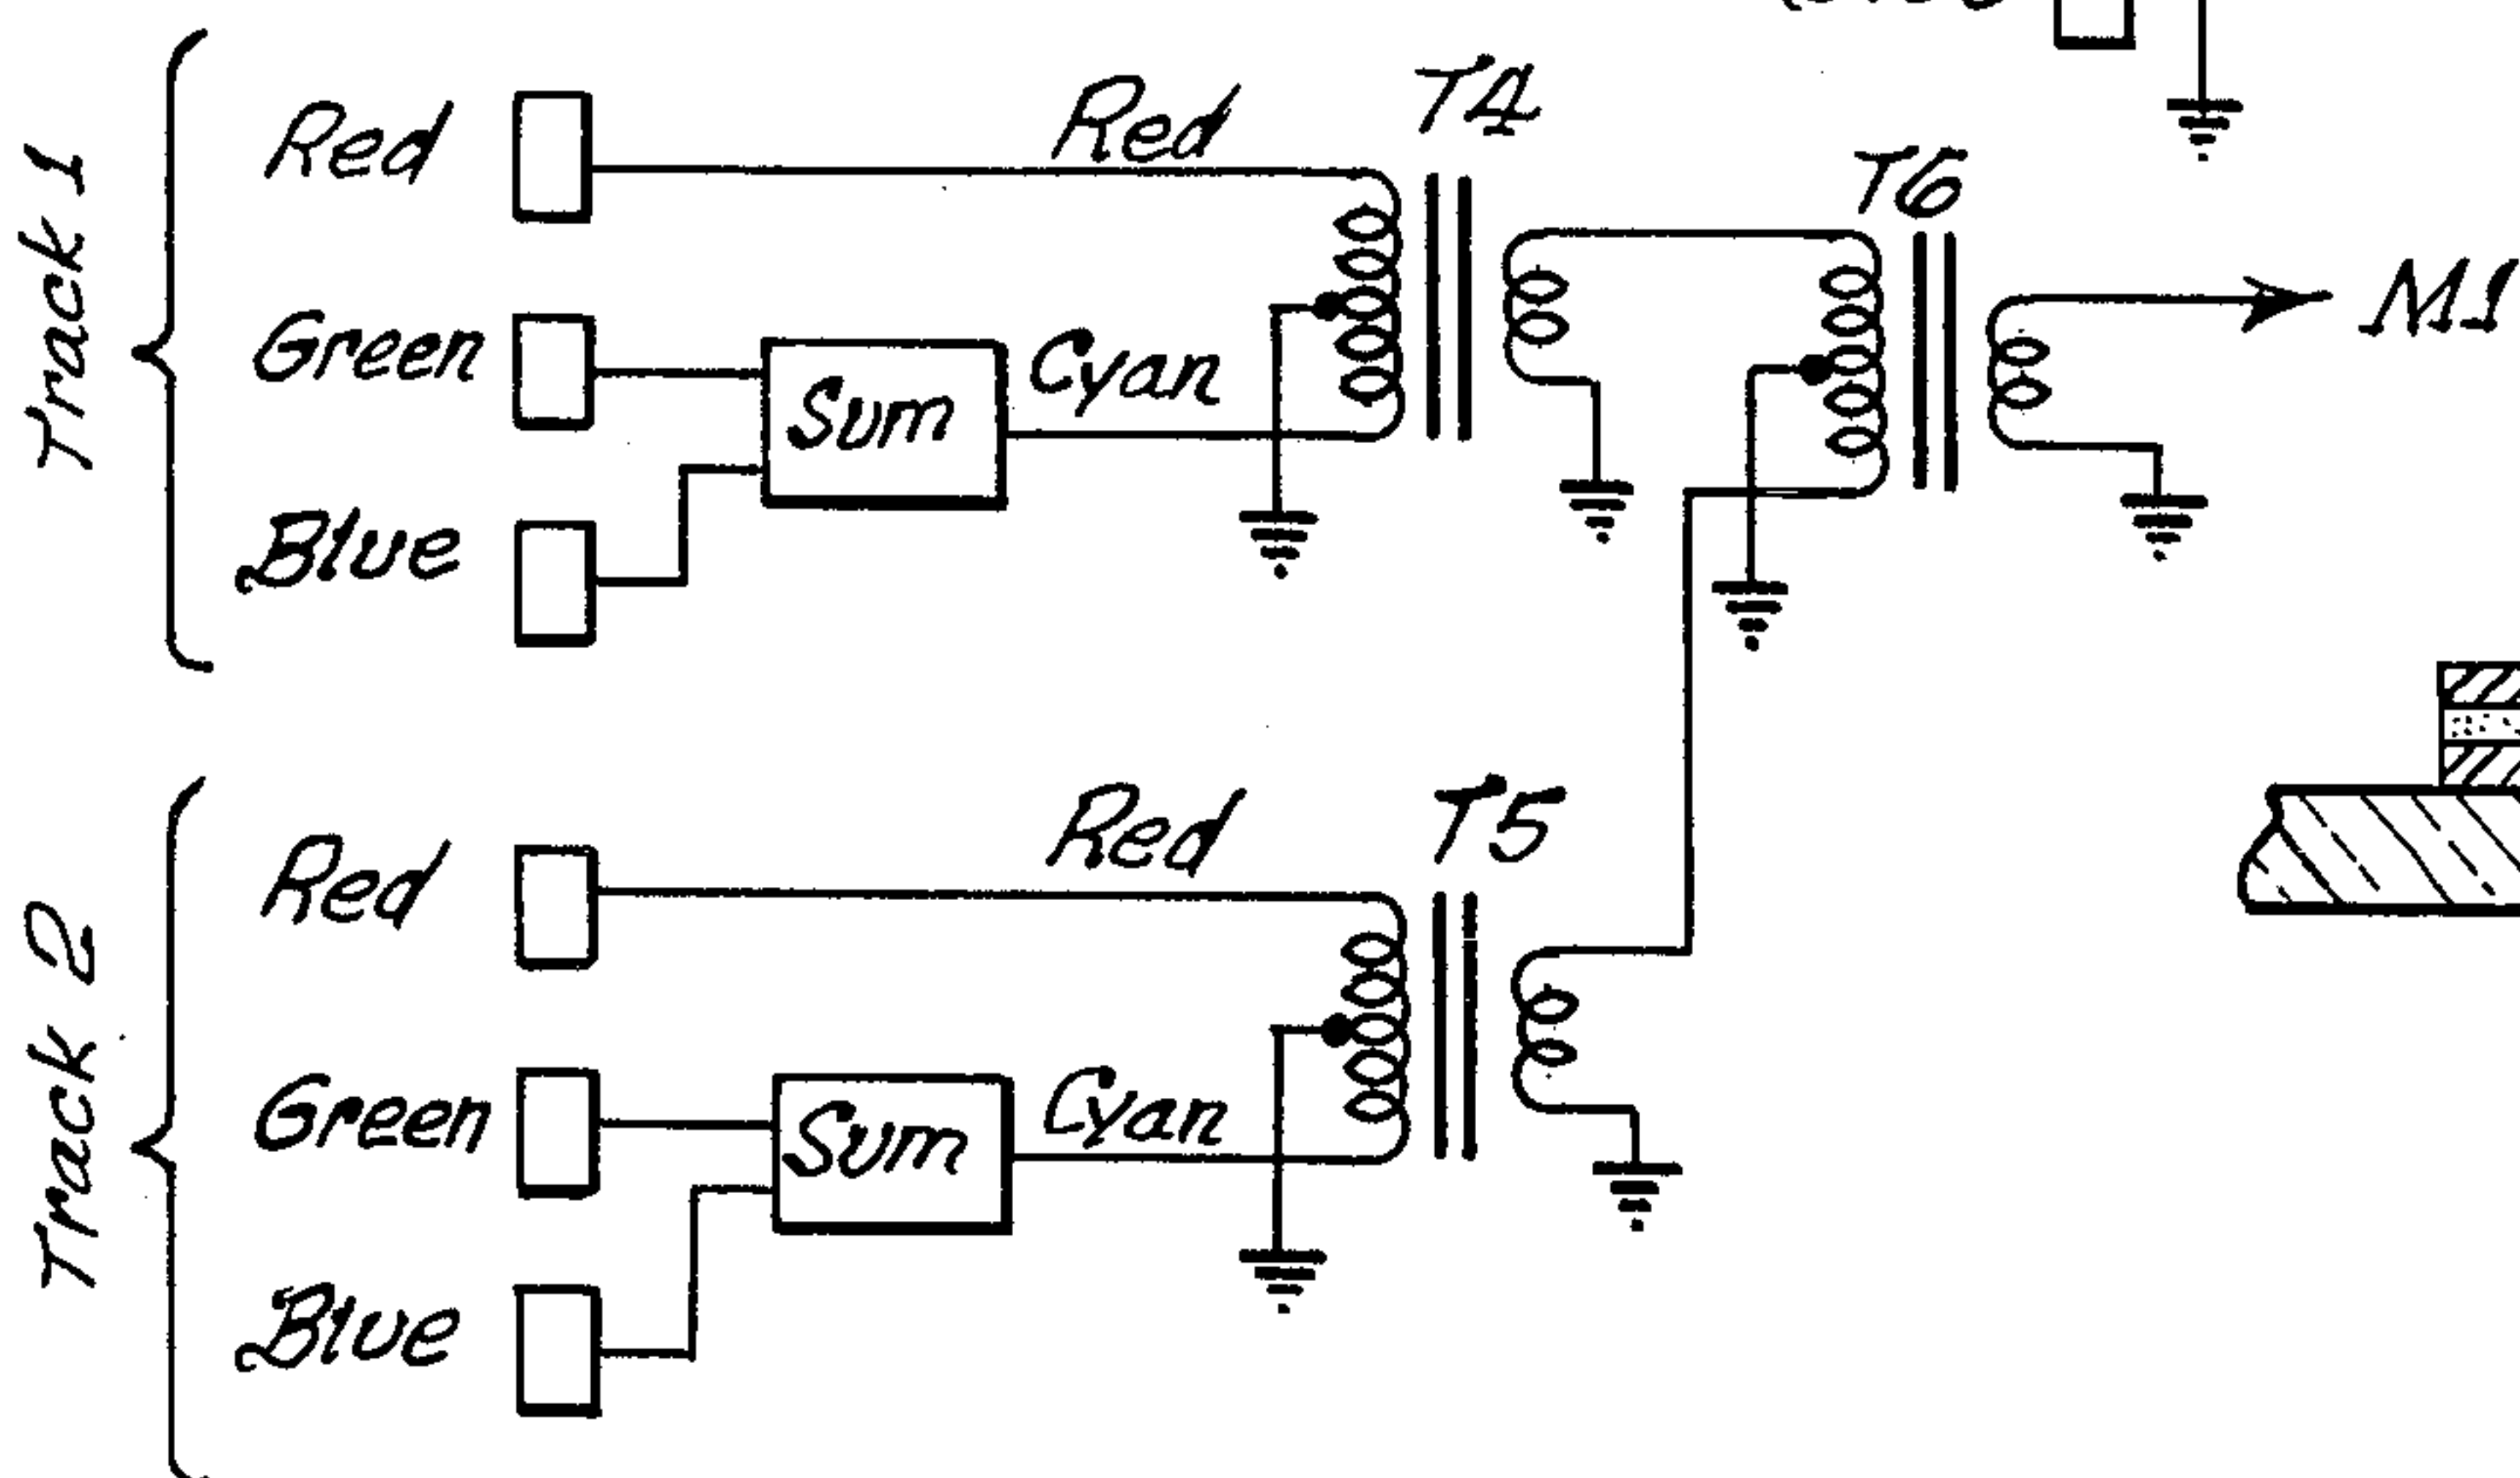 Track 1
Red
Green
Blue
Sum
Red
Cyan
T4
T6
M1
Track 2
Red
Green
Blue
Sum
Red
Cyan
T5